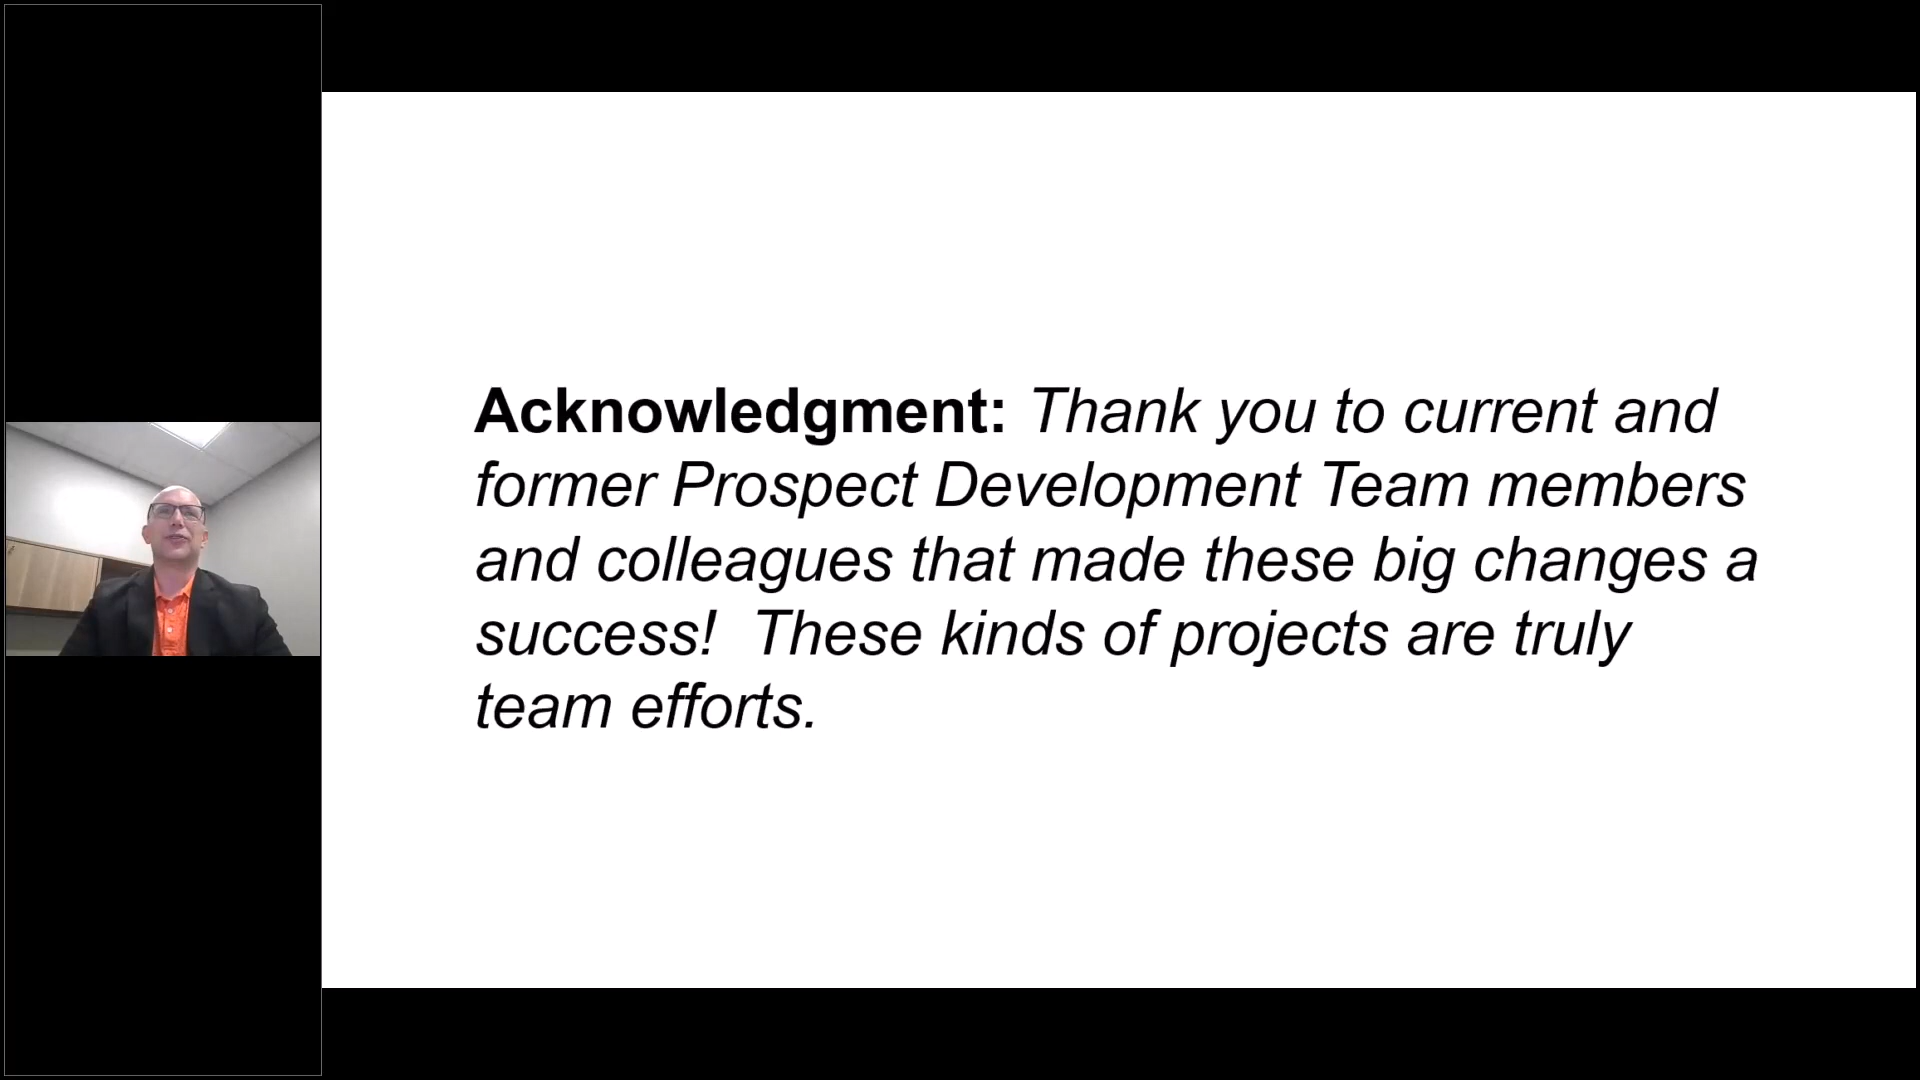 Acknowledgment: Thank you to current and
former Prospect Development Team members
and colleagues that made these big changes a
success!  These kinds of projects are truly
team efforts.